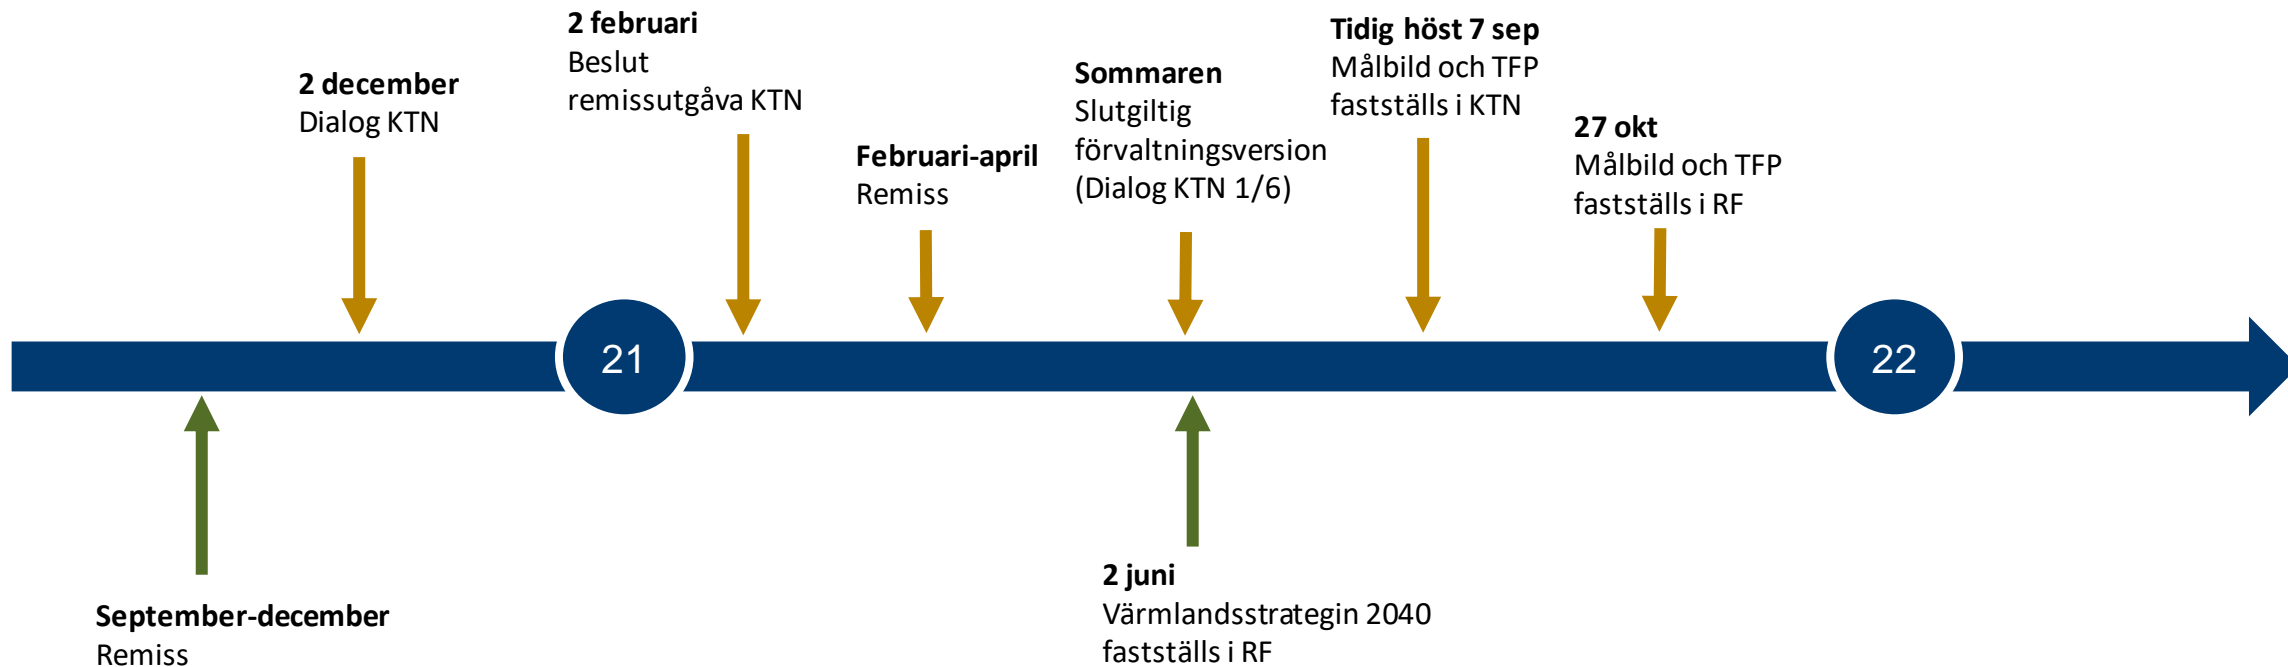 2 december
Dialog KTN
2 februari
Beslut
remissutgåva KTN
Februari-april
Remiss
Sommaren
Slutgiltig
förvaltningsversion
(Dialog KTN 1/6)
Tidig höst 7 sep
Målbild och TFP
fastställs i KTN
27 okt
Målbild och TFP
fastställs i RF
21
22
September-december
Remiss
2 juni
Värmlandsstrategin 2040
fastställs i RF